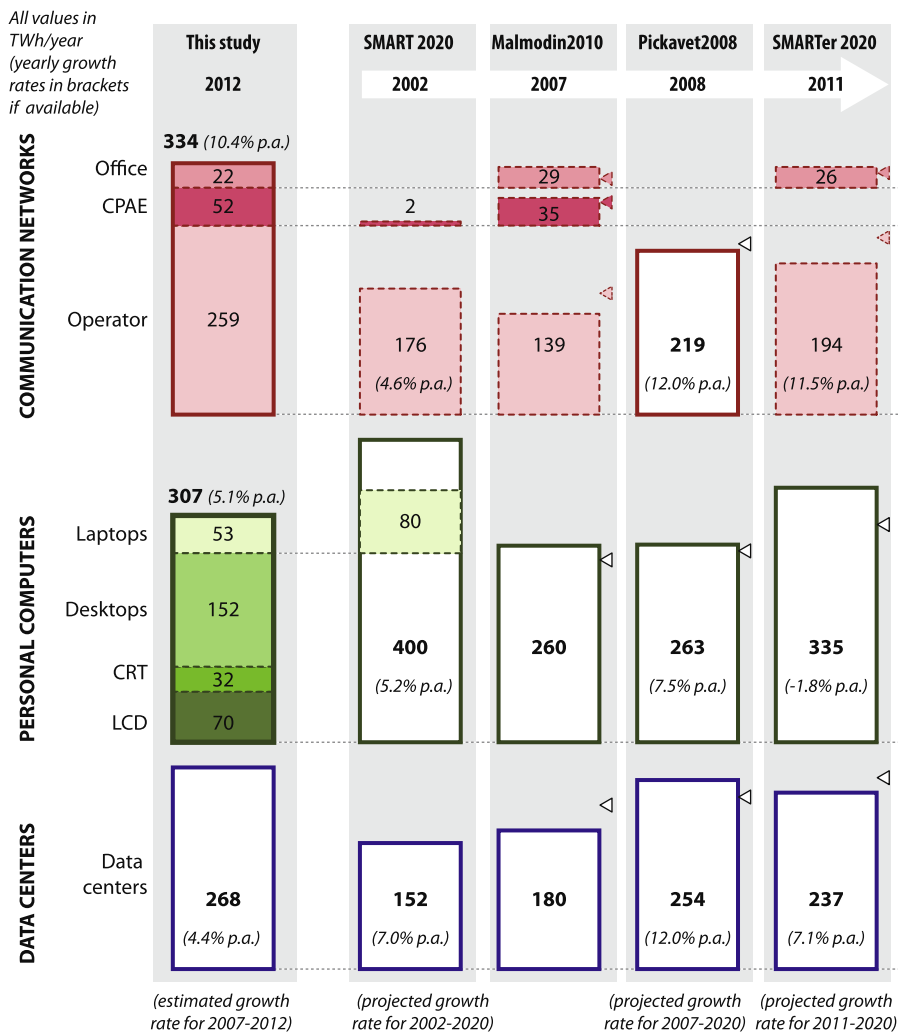 All values in
TWh/year
(yearly growth
rates in brackets
if available)
This study
SMART 2020
Malmodin2010
Pickavet2008
SMARTer 2020
2012
2002
2007
2008
2011
COMMUNICATION NETWORKS
334 (10.4% p.a.)
Office
22
29
26
CPAE
52
2
35
Operator
259
176
139
219
194
(4.6% p.a.)
(12.0% p.a.)
(11.5% p.a.)
PERSONAL COMPUTERS
307 (5.1% p.a.)
Laptops
53
80
Desktops
152
400
260
263
335
CRT
32
(5.2% p.a.)
(7.5% p.a.)
(-1.8% p.a.)
LCD
70
DATA CENTERS
Data
centers
268
152
180
254
237
(4.4% p.a.)
(7.0% p.a.)
(12.0% p.a.)
(7.1% p.a.)
(estimated growth
rate for 2007-2012)
(projected growth
rate for 2002-2020)
(projected growth
rate for 2007-2020)
(projected growth
rate for 2011-2020)